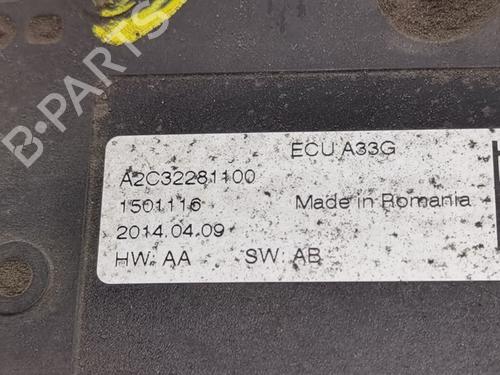 B-PARTS
ECU A33G
A2C32281100
1501116 Made in Romania
2014.04.09
HW: AA SW: AB